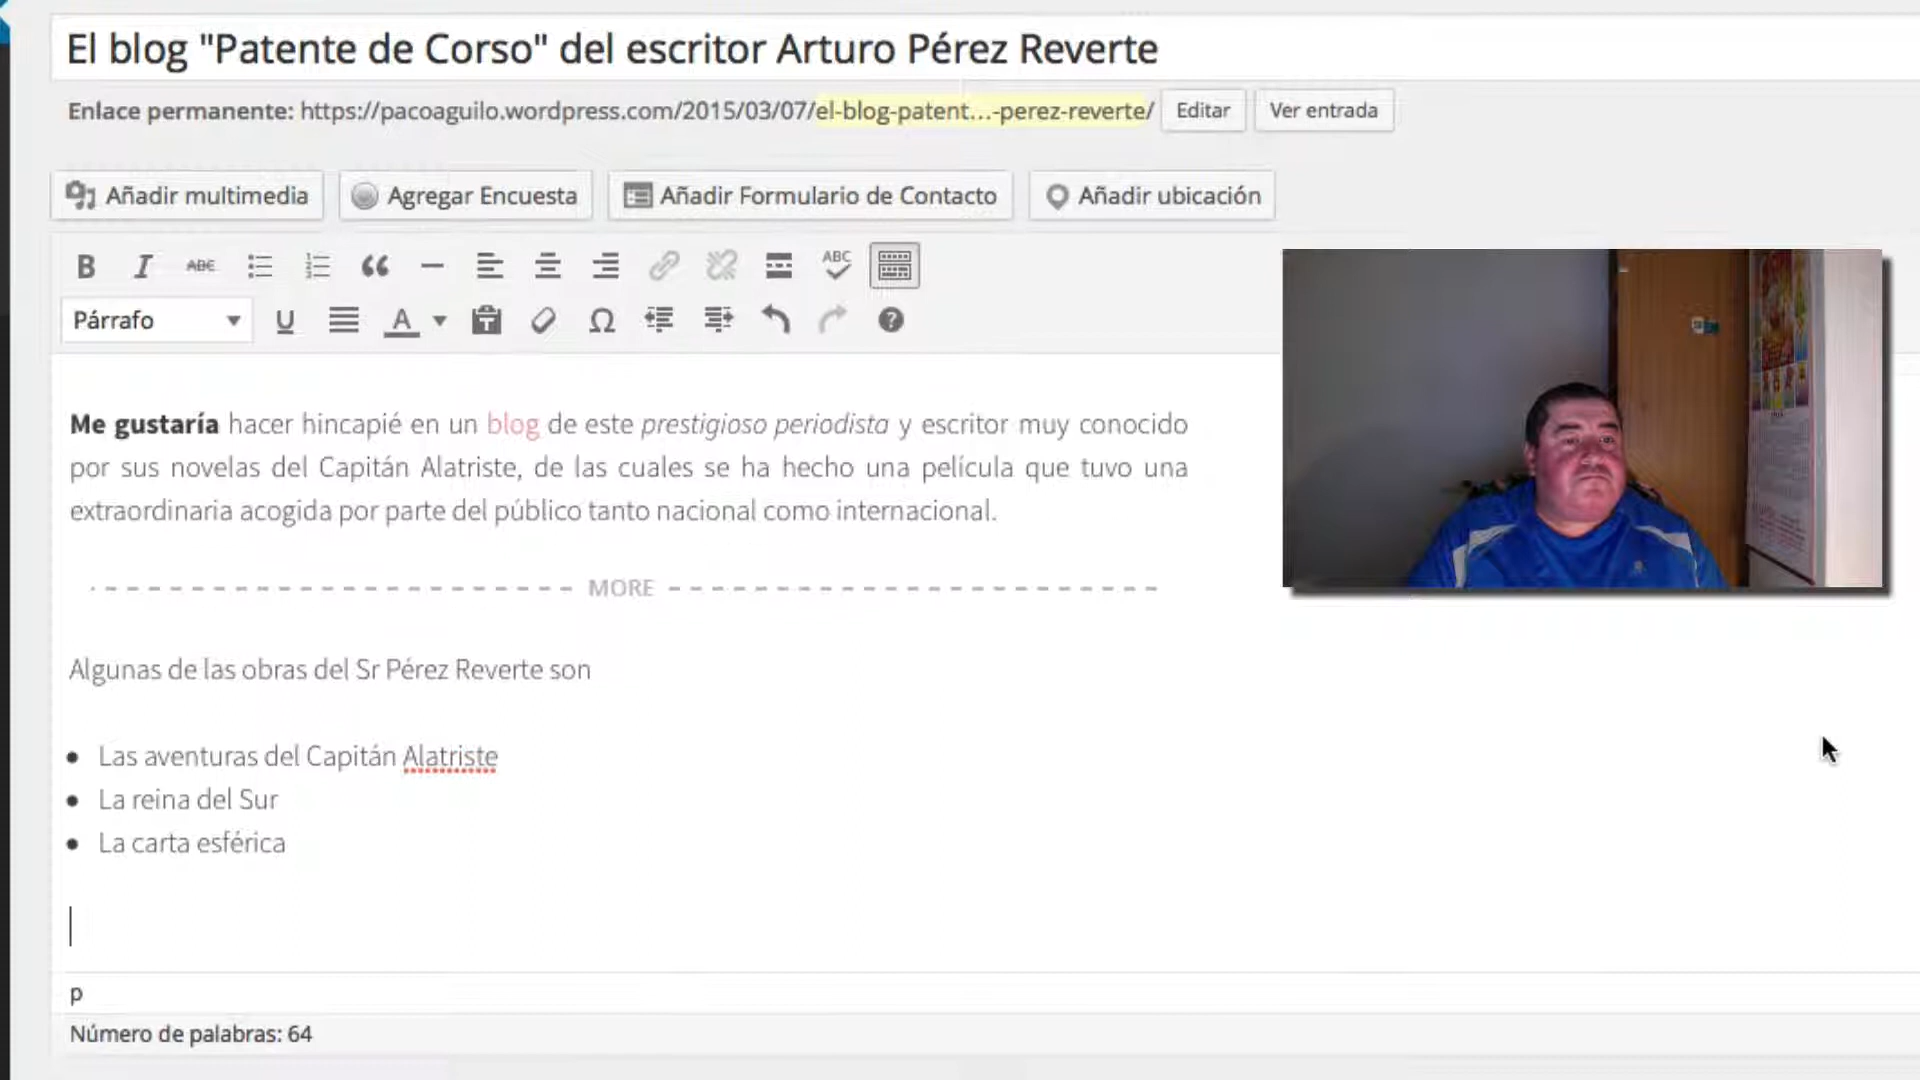 El blog "Patente de Corso" del escritor Arturo Pérez Reverte
Enlace permanente: https://pacoaguilo.wordpress.com/2015/03/07/el-blog-patent...-perez-reverte/ Editar Ver entrada
Añadir multimedia Agregar Encuesta Añadir Formulario de Contacto Añadir ubicación
B I ABC ABC
Párrafo U A T Ω ?
Me gustaría hacer hincapié en un blog de este prestigioso periodista y escritor muy conocido
por sus novelas del Capitán Alatriste, de las cuales se ha hecho una película que tuvo una
extraordinaria acogida por parte del público tanto nacional como internacional.
MORE
Algunas de las obras del Sr Pérez Reverte son
Las aventuras del Capitán Alatriste
La reina del Sur
La carta esférica
p
Número de palabras: 64